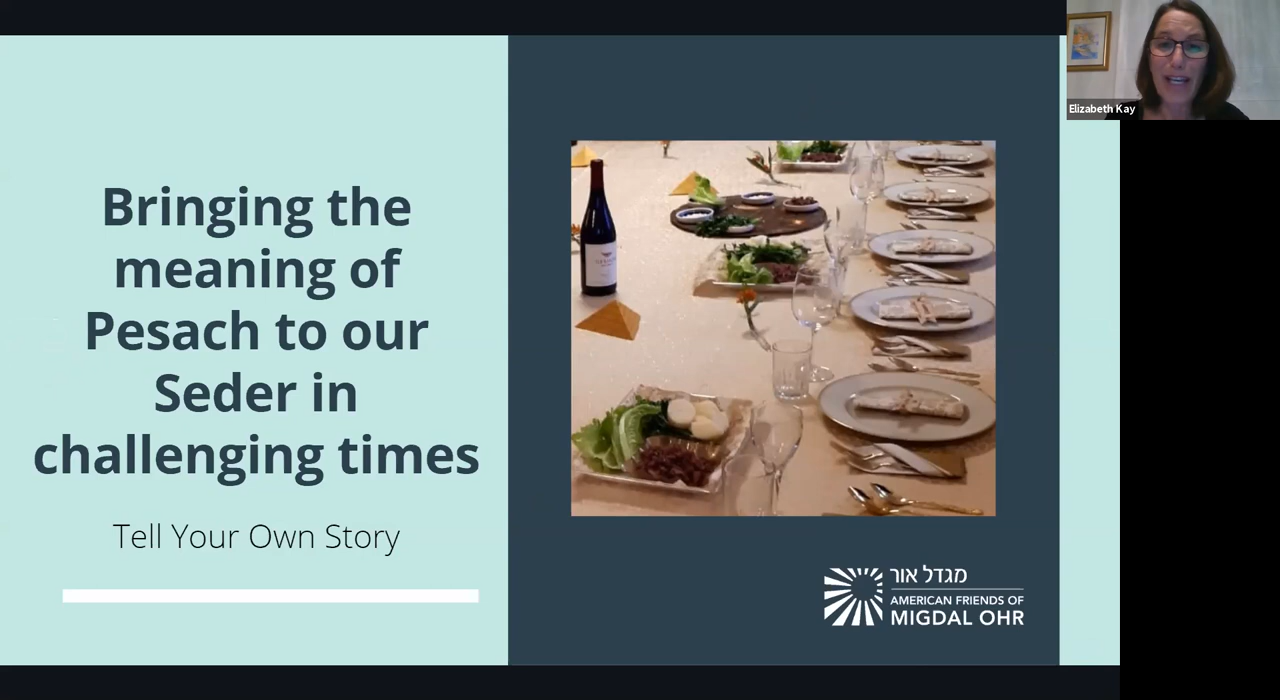 Bringing the
meaning of
Pesach to our
Seder in
challenging times
Tell Your Own Story
מגדל אור
AMERICAN FRIENDS OF
MIGDAL OHR
Elizabeth Kay